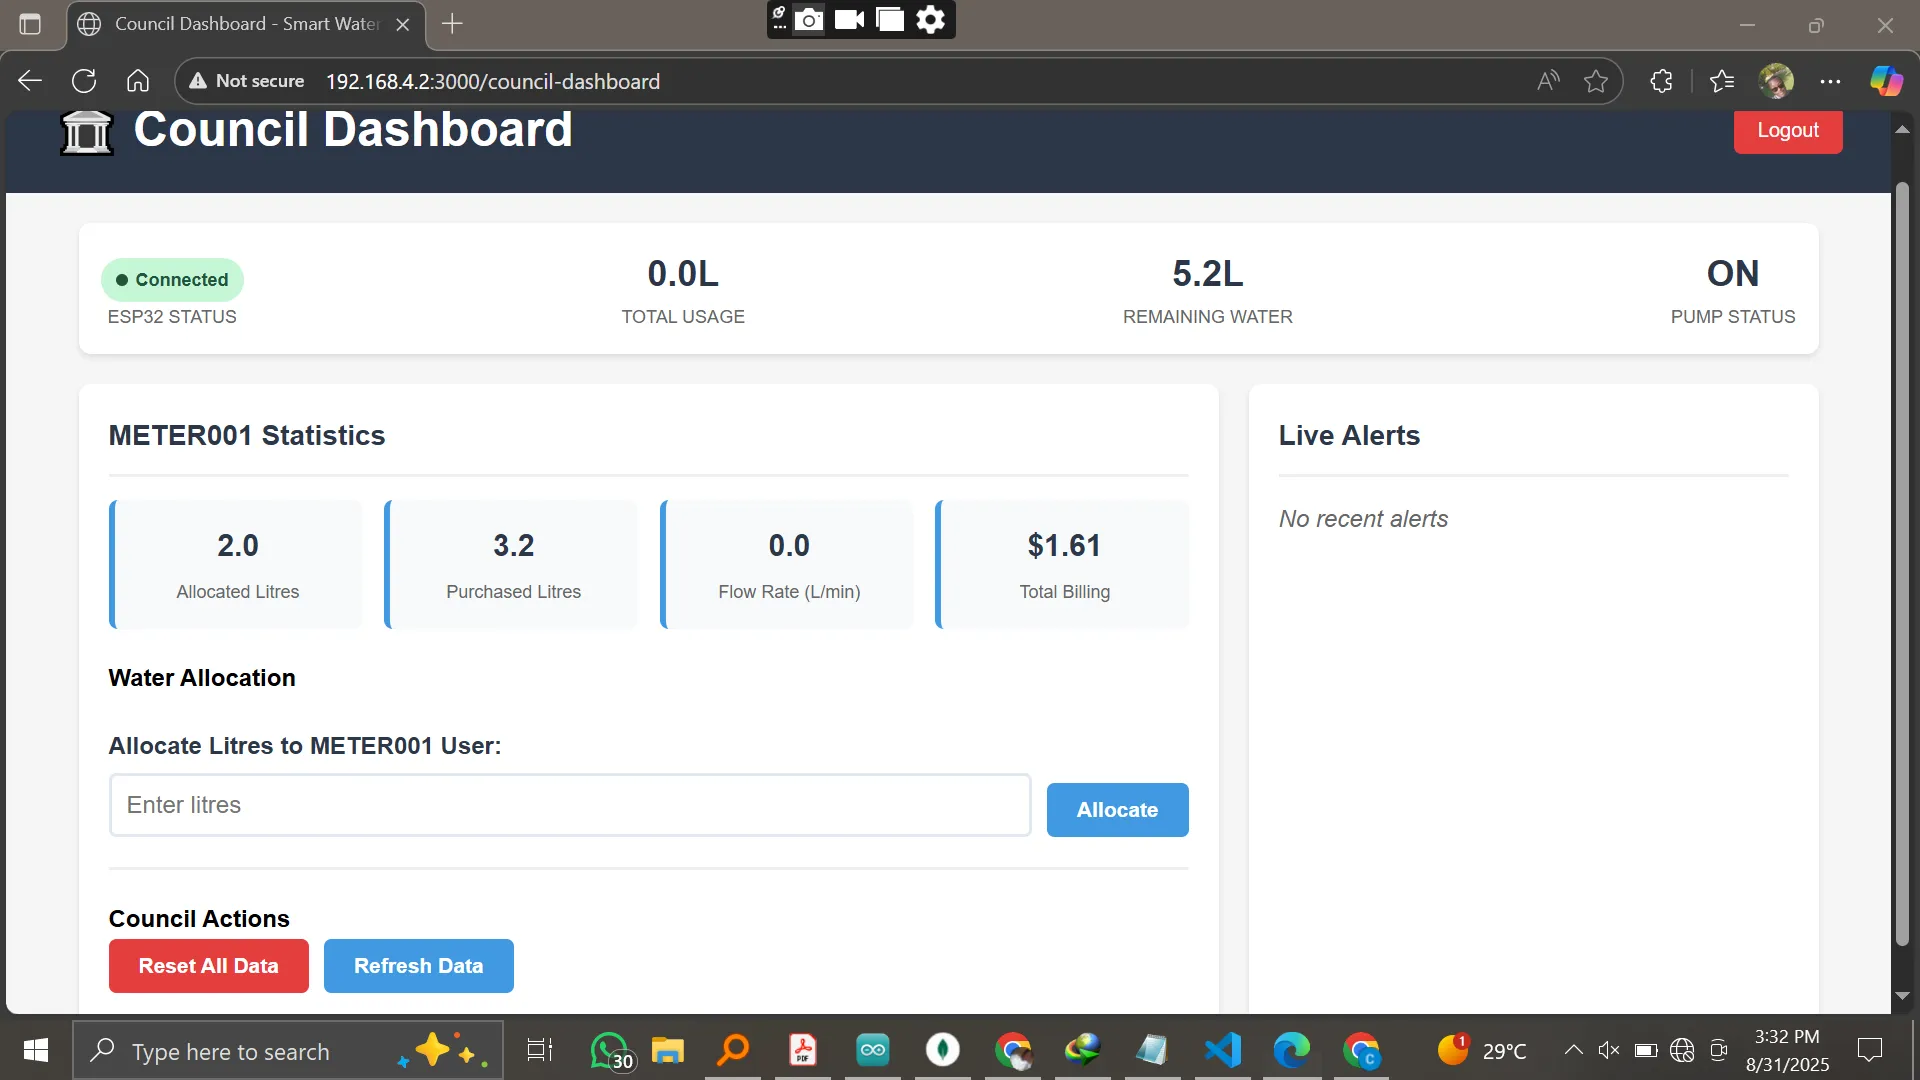 Council Dashboard - Smart Water
Not secure 192.168.4.2:3000/council-dashboard
Council Dashboard
Logout
Connected
ESP32 STATUS
0.0L
TOTAL USAGE
5.2L
REMAINING WATER
ON
PUMP STATUS
METER001 Statistics
2.0
Allocated Litres
3.2
Purchased Litres
0.0
Flow Rate (L/min)
$1.61
Total Billing
Water Allocation
Allocate Litres to METER001 User:
Enter litres
Allocate
Council Actions
Reset All Data
Refresh Data
Live Alerts
No recent alerts
Type here to search
30
PDF
C
1
29°C
3:32 PM
8/31/2025